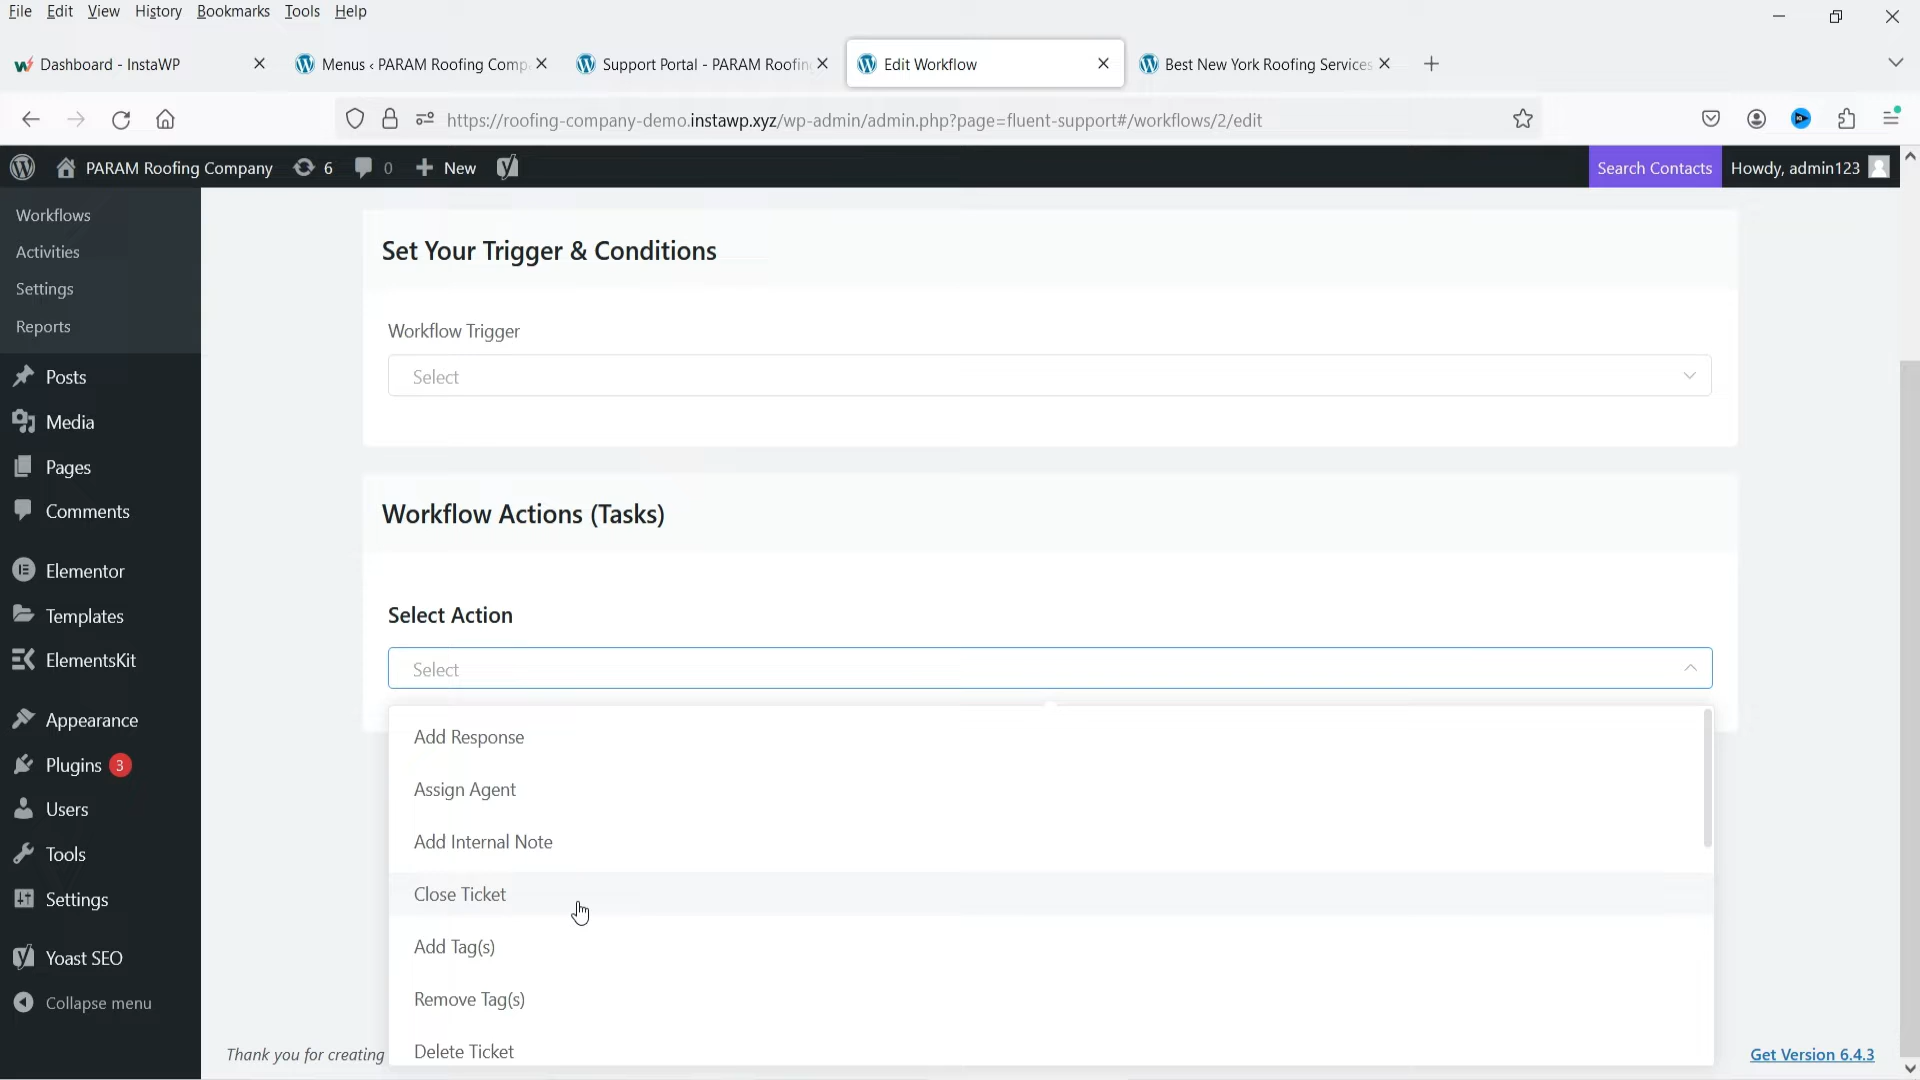 File Edit View History Bookmarks Tools Help
Dashboard - InstaWP
Menus ‹ PARAM Roofing Comp
Support Portal - PARAM Roofin
Edit Workflow
Best New York Roofing Services
https://roofing-company-demo.instawp.xyz/wp-admin/admin.php?page=fluent-support#/workflows/2/edit
PARAM Roofing Company 6 0 New
Search Contacts
Howdy, admin123
Workflows
Activities
Settings
Reports
Posts
Media
Pages
Comments
Elementor
Templates
ElementsKit
Appearance
Plugins 3
Users
Tools
Settings
Yoast SEO
Collapse menu
Set Your Trigger & Conditions
Workflow Trigger
Select
Workflow Actions (Tasks)
Select Action
Select
Add Response
Assign Agent
Add Internal Note
Close Ticket
Add Tag(s)
Remove Tag(s)
Delete Ticket
Thank you for creating
Get Version 6.4.3